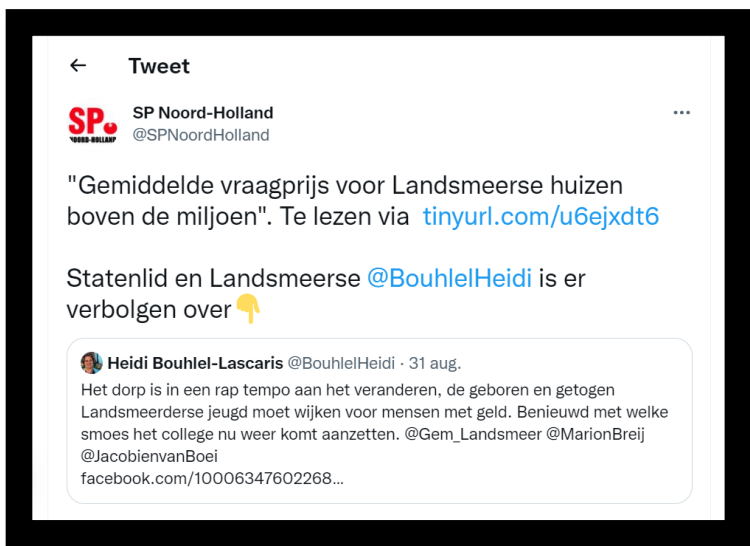 Tweet
SP.
NOORD-HOLLAND
SP Noord-Holland
@SPNoordHolland
"Gemiddelde vraagprijs voor Landsmeerse huizen
boven de miljoen". Te lezen via tinyurl.com/u6ejxdt6
Statenlid en Landsmeerse @BouhlelHeidi is er
verbolgen over👇
Heidi Bouhlel-Lascaris @BouhlelHeidi · 31 aug.
Het dorp is in een rap tempo aan het veranderen, de geboren en getogen
Landsmeerderse jeugd moet wijken voor mensen met geld. Benieuwd met welke
smoes het college nu weer komt aanzetten. @Gem_Landsmeer @MarionBreij
@JacobienvanBoei
facebook.com/10006347602268...